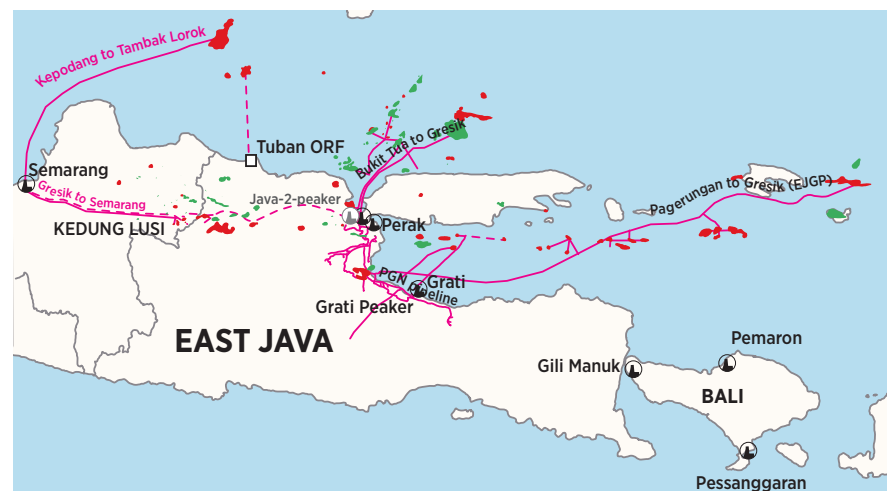 Kepodang to Tambak Lorok
Tuban ORF
Bukit Tua to Gresik
Semarang
Gresik to Semarang
Java-2-peaker
Pagerungan to Gresik (EJGP)
KEDUNG LUSI
Perak
PGN pipeline
Grati
Grati Peaker
EAST JAVA
Pemaron
Gili Manuk
BALI
Pessanggaran